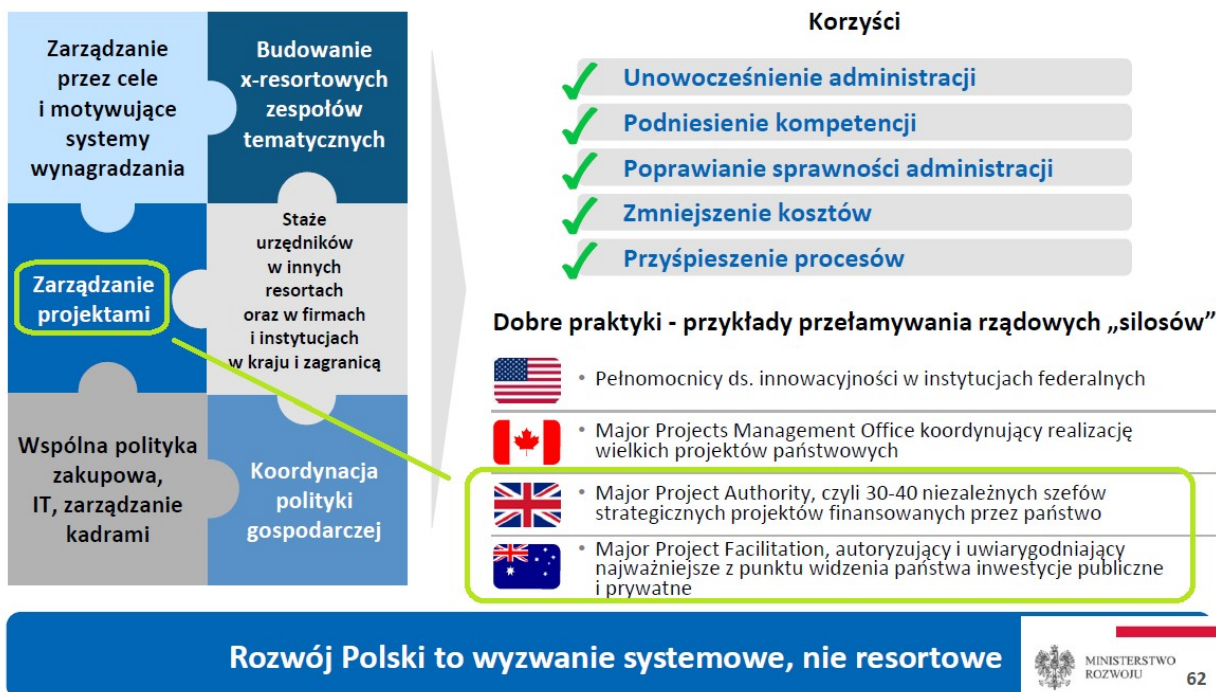 Zarządzanie
przez cele
i motywujące
systemy
wynagradzania
Budowanie
x-resortowych
zespołów
tematycznych
Zarządzanie
projektami
Staże
urzędników
w innych
resortach
oraz w firmach
i instytucjach
w kraju i zagranicą
Wspólna polityka
zakupowa,
IT, zarządzanie
kadrami
Koordynacja
polityki
gospodarczej
Korzyści
Unowocześnienie administracji
Podniesienie kompetencji
Poprawianie sprawności administracji
Zmniejszenie kosztów
Przyśpieszenie procesów
Dobre praktyki - przykłady przełamywania rządowych „silosów”
• Pełnomocnicy ds. innowacyjności w instytucjach federalnych
• Major Projects Management Office koordynujący realizację
wielkich projektów państwowych
• Major Project Authority, czyli 30-40 niezależnych szefów
strategicznych projektów finansowanych przez państwo
• Major Project Facilitation, autoryzujący i uwiarygodniający
najważniejsze z punktu widzenia państwa inwestycje publiczne
i prywatne
Rozwój Polski to wyzwanie systemowe, nie resortowe
MINISTERSTWO
ROZWOJU
62